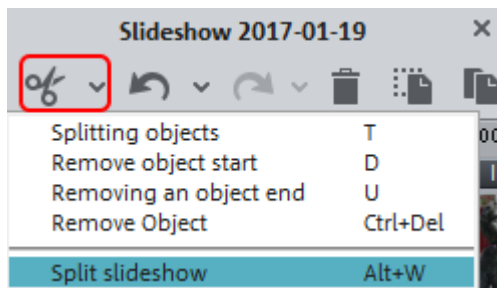 Slideshow 2017-01-19
Splitting objects T
Remove object start D
Removing an object end U
Remove Object Ctrl+Del
Split slideshow Alt+W